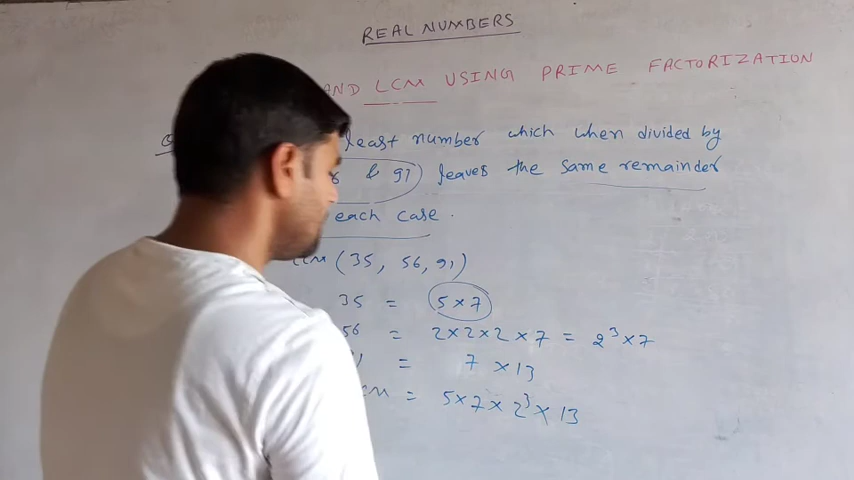 REAL NUMBERS
AND LCM USING PRIME FACTORIZATION
least number which when divided by
& 91 leaves the same remainder
each case.
LCM (35, 56, 91)
35 = 5×7
56 = 2×2×2×7 = 2³×7
= 7×13
= 5×7×2³×13